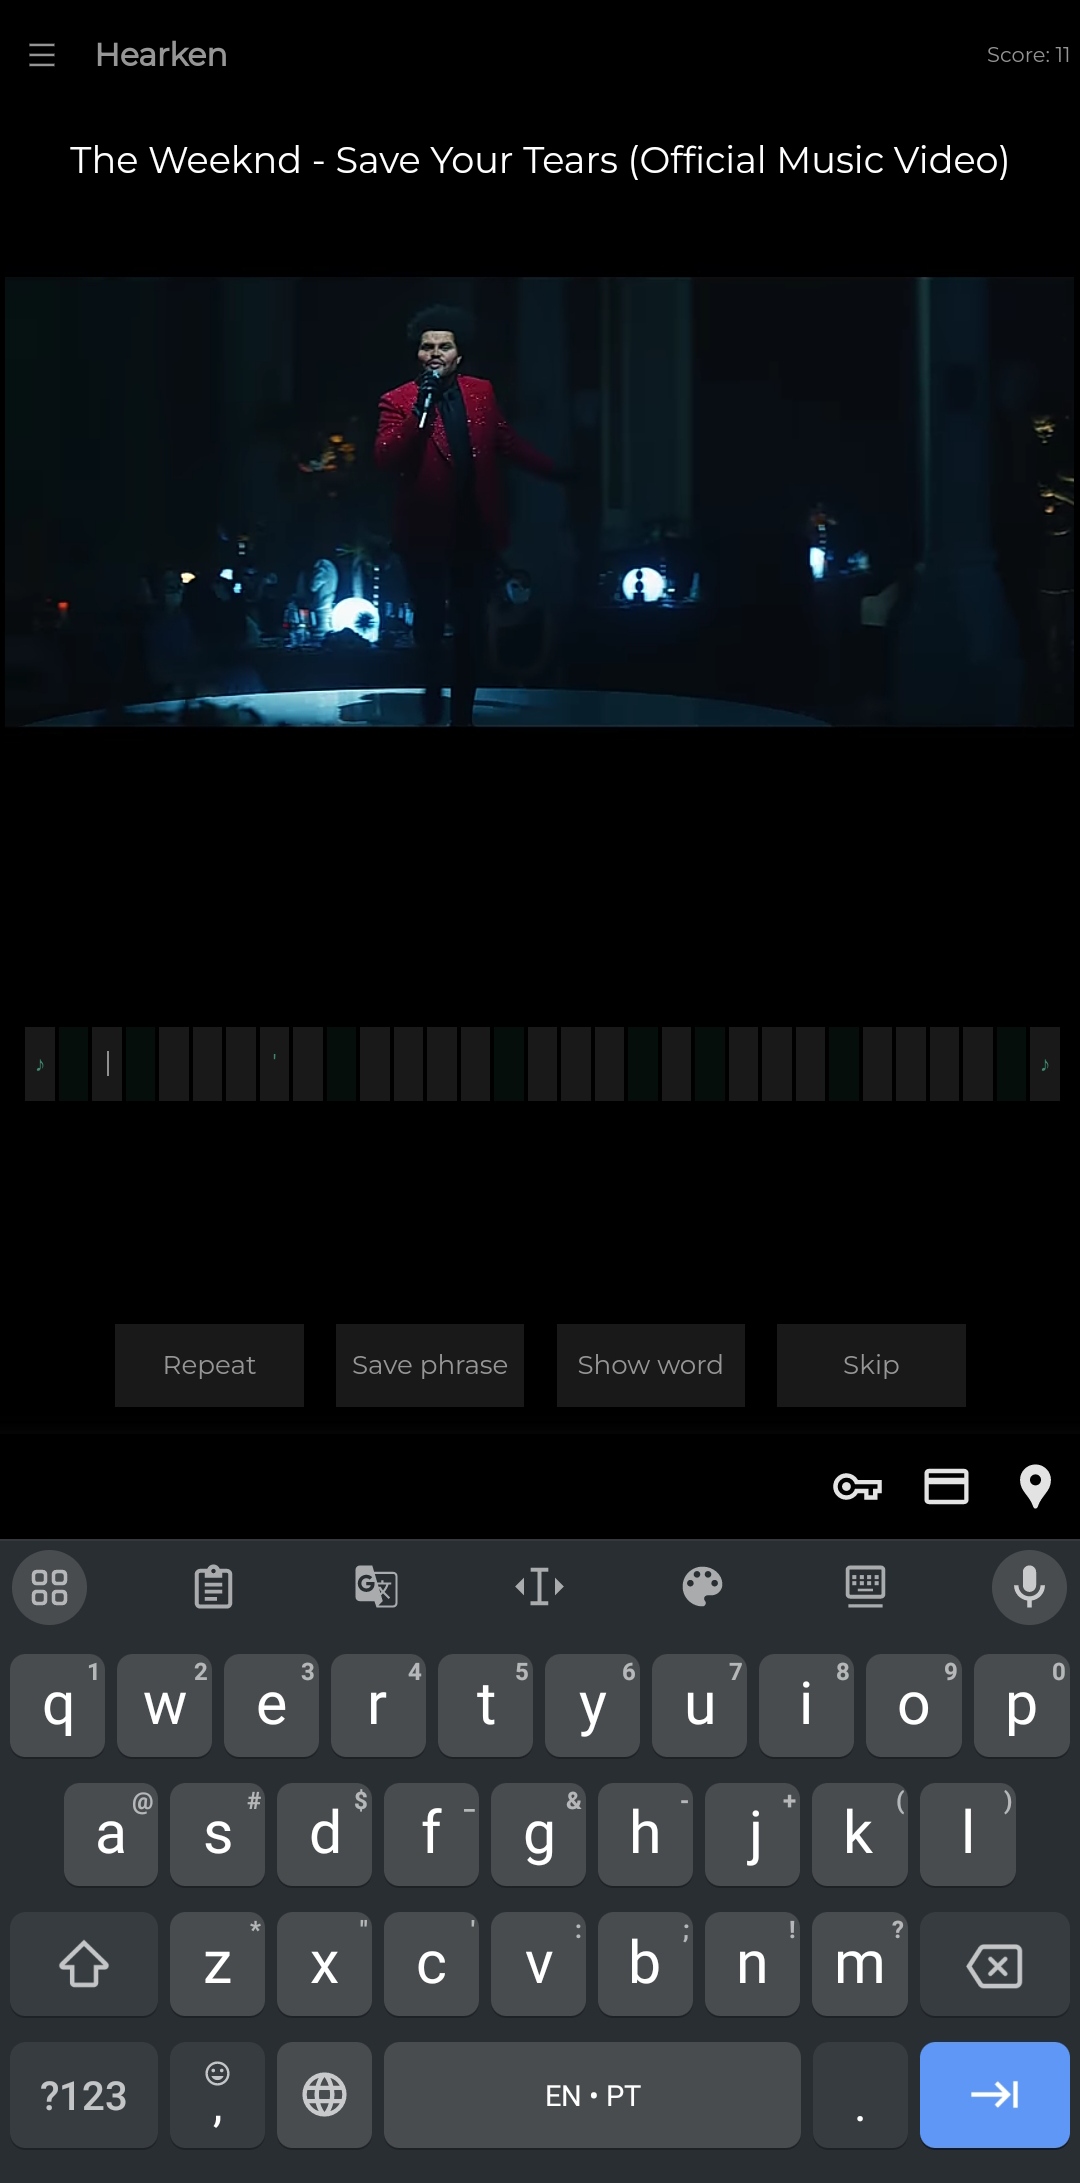 Hearken
Score: 11
The Weeknd - Save Your Tears (Official Music Video)
♪ ' ♪
Repeat Save phrase Show word Skip
1 2 3 4 5 6 7 8 9 0
q w e r t y u i o p
@ # $ _ & - + ( )
a s d f g h j k l
* " ' : ; ! ?
z x c v b n m
?123 , EN • PT .